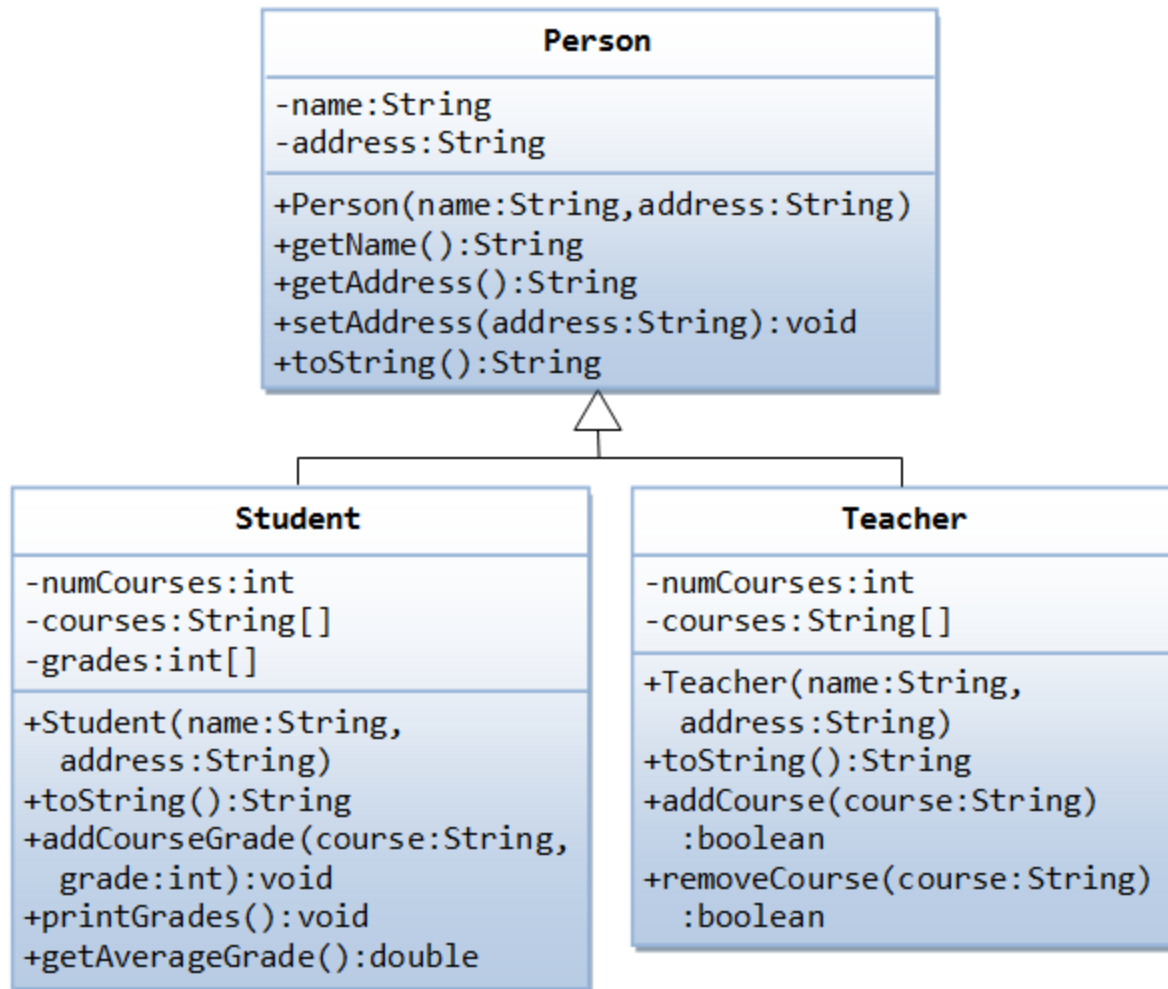 Person
-name:String
-address:String
+Person(name:String,address:String)
+getName():String
+getAddress():String
+setAddress(address:String):void
+toString():String
Student
-numCourses:int
-courses:String[]
-grades:int[]
+Student(name:String,
address:String)
+toString():String
+addCourseGrade(course:String,
grade:int):void
+printGrades():void
+getAverageGrade():double
Teacher
-numCourses:int
-courses:String[]
+Teacher(name:String,
address:String)
+toString():String
+addCourse(course:String)
:boolean
+removeCourse(course:String)
:boolean